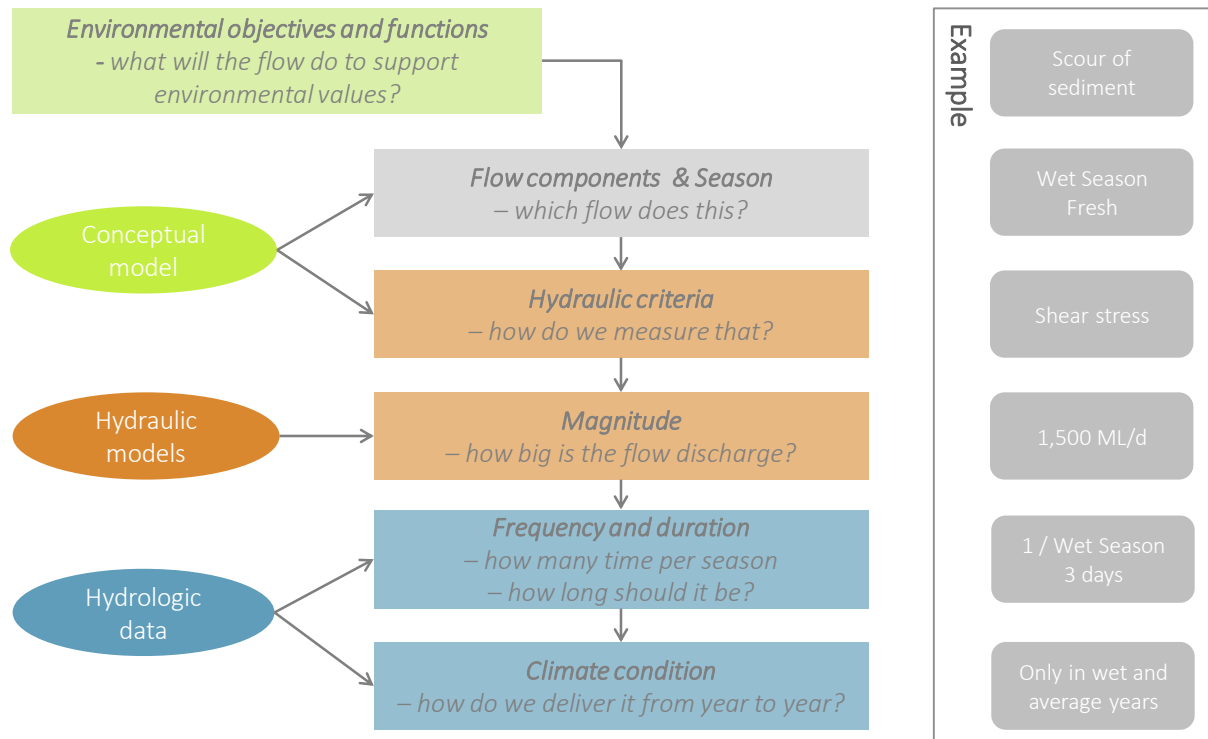 Environmental objectives and functions
- what will the flow do to support
environmental values?
Flow components & Season
– which flow does this?
Conceptual
model
Hydraulic criteria
– how do we measure that?
Hydraulic
models
Magnitude
– how big is the flow discharge?
Frequency and duration
– how many time per season
– how long should it be?
Hydrologic
data
Climate condition
– how do we deliver it from year to year?
Example
Scour of
sediment
Wet Season
Fresh
Shear stress
1,500 ML/d
1 / Wet Season
3 days
Only in wet and
average years